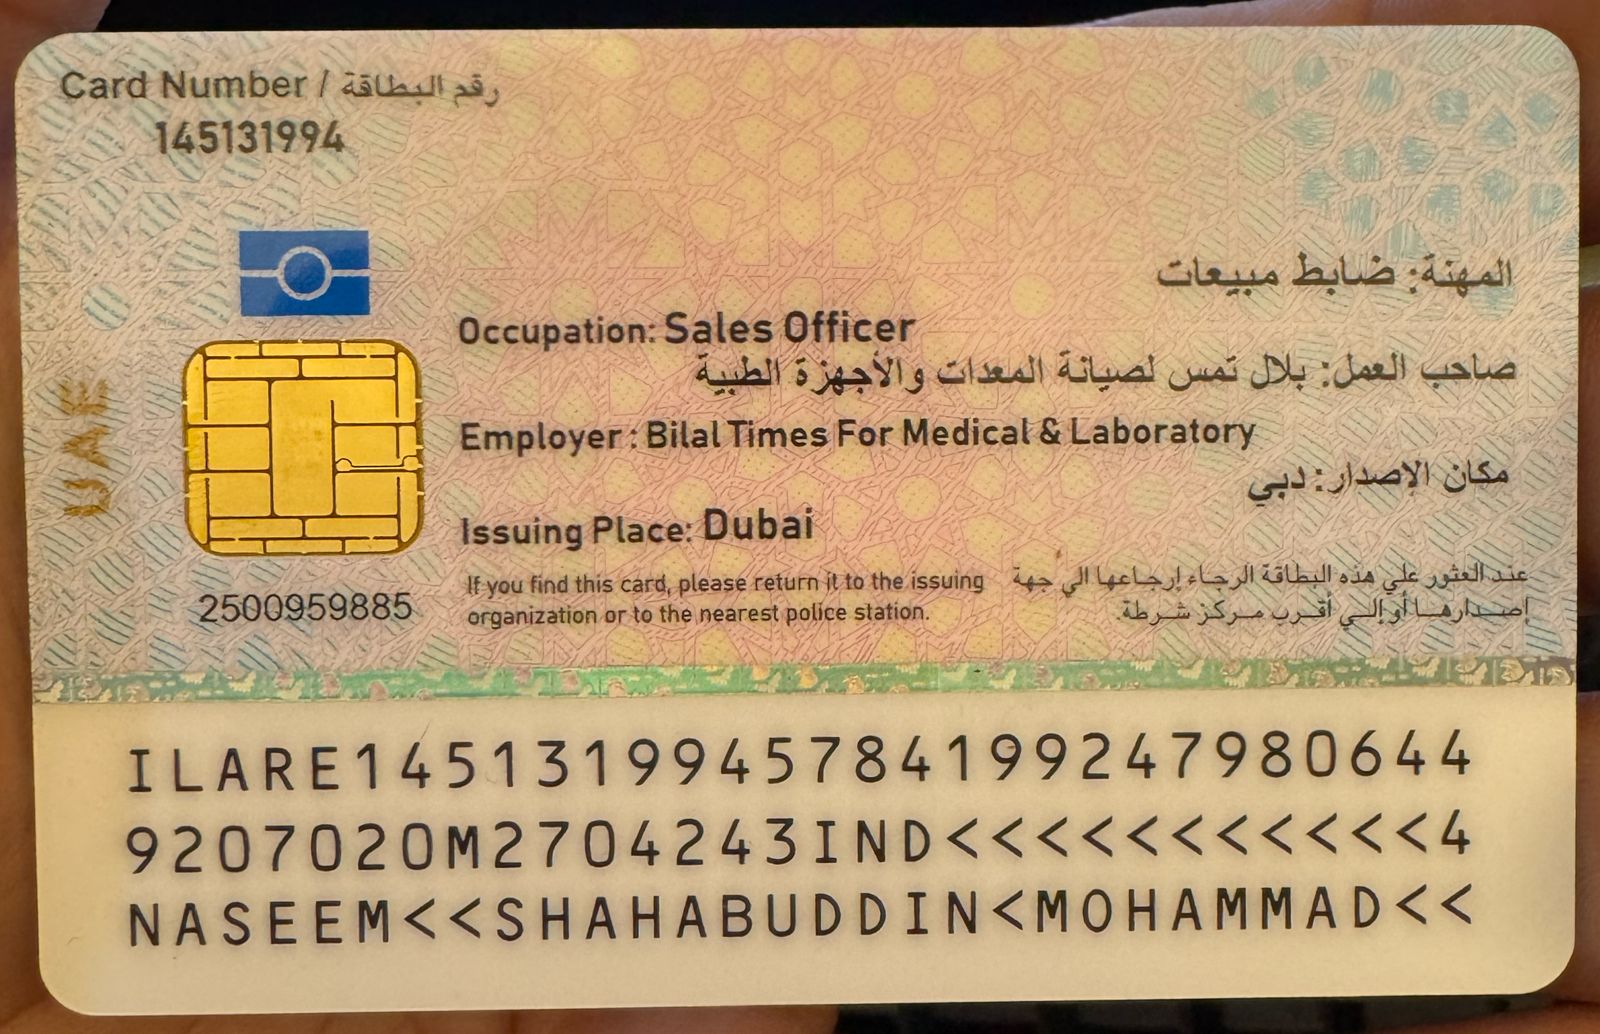 Card Number / رقم البطاقة
145131994
المهنة: ضابط مبيعات
Occupation: Sales Officer
صاحب العمل: بلال تمس لصيانة المعدات والأجهزة الطبية
Employer : Bilal Times For Medical & Laboratory
مكان الإصدار: دبي
Issuing Place: Dubai
UAE
2500959885
If you find this card, please return it to the issuing
organization or to the nearest police station.
عند العثور علي هذه البطاقة الرجاء إرجاعها الي جهة
إصدارها أو إلي أقرب مركز شرطة.
ILARE1451319945784199247980644
9207020M2704243IND<<<<<<<<<<<4
NASEEM<<SHAHABUDDIN<MOHAMMAD<<